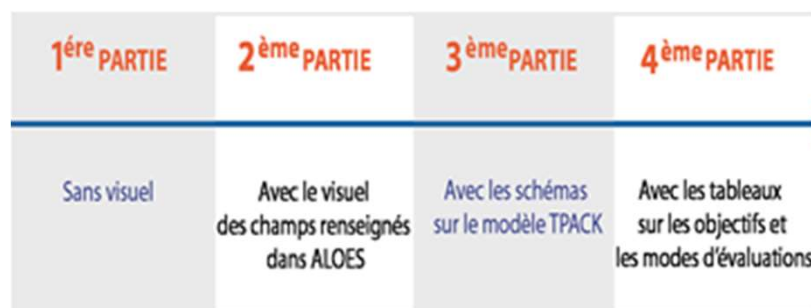 1ére PARTIE
2ème PARTIE
3ème PARTIE
4ème PARTIE
Sans visuel
Avec le visuel
des champs renseignés
dans ALOES
Avec les schémas
sur le modèle TPACK
Avec les tableaux
sur les objectifs et
les modes d'évaluations